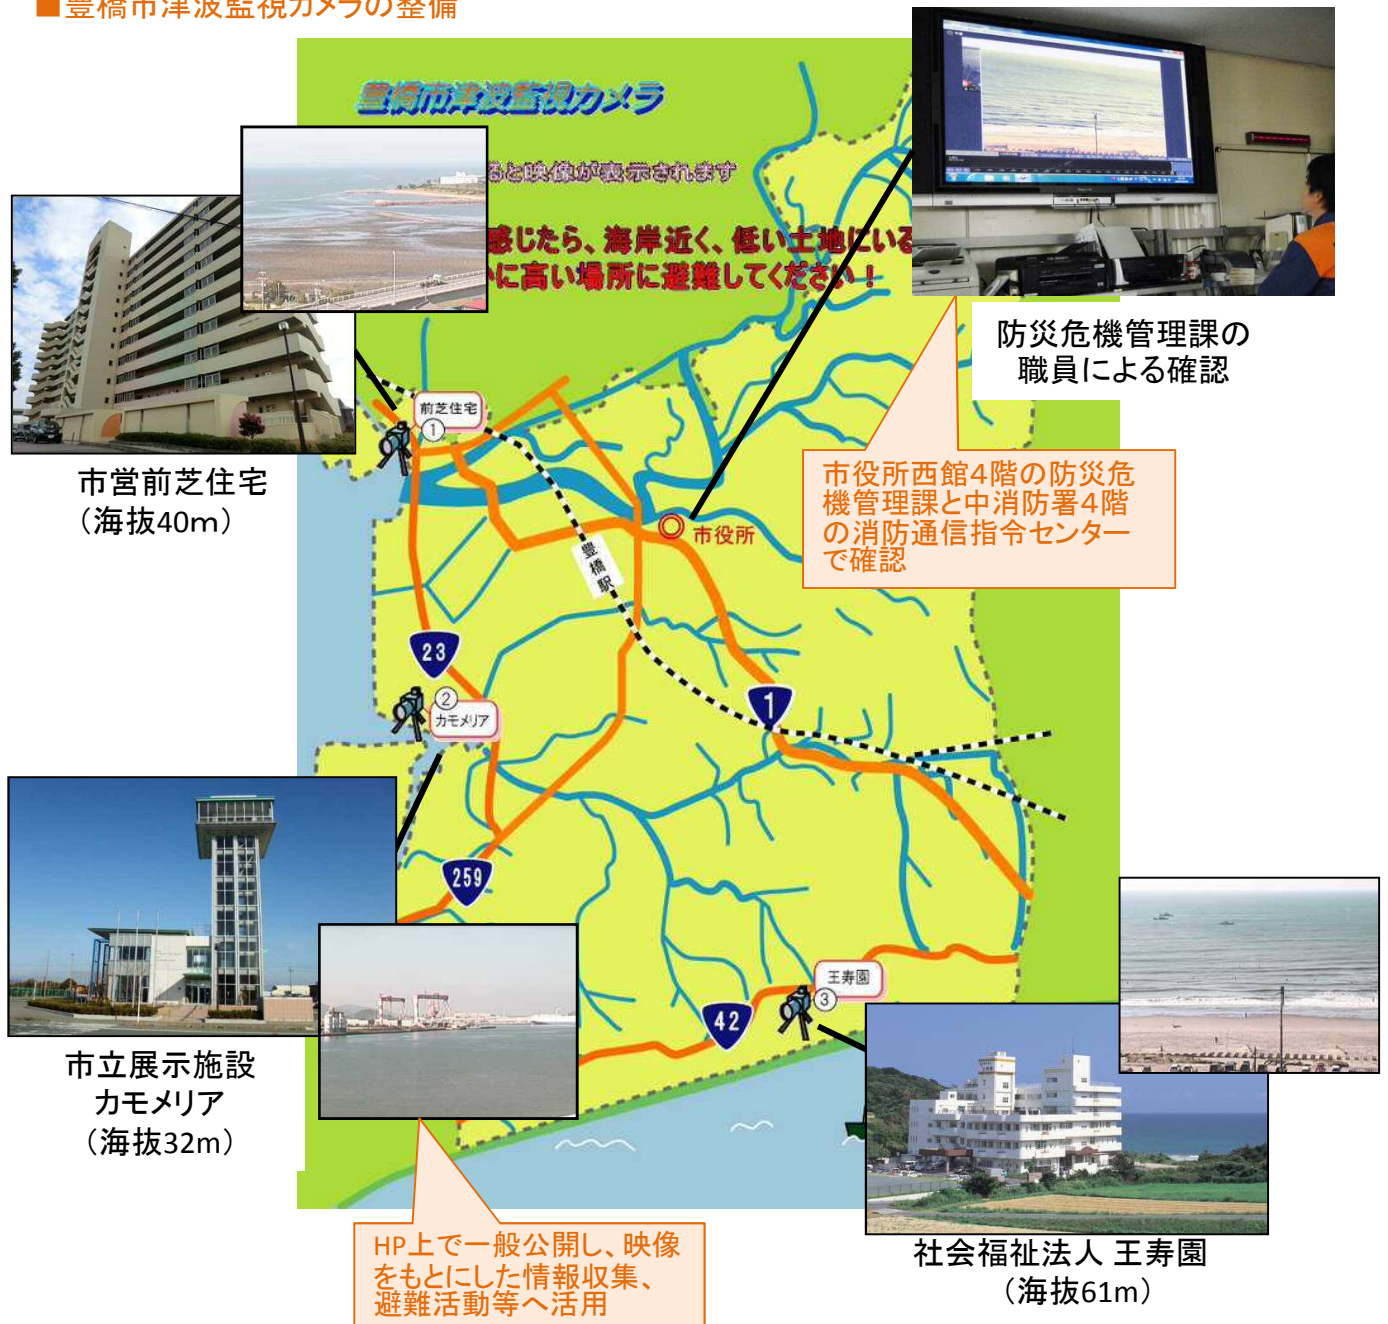 ■豊橋市津波監視カメラの整備
豊橋市津波監視カメラ
ると映像が表示されます
感じたら、海岸近く、低い土地にいる
に高い場所に避難してください！
防災危機管理課の
職員による確認
前芝住宅
①
市営前芝住宅
（海抜40m）
市役所西館4階の防災危
機管理課と中消防署4階
の消防通信指令センター
で確認
市役所
豊橋駅
23
②
カモメリア
1
259
市立展示施設
カモメリア
（海抜32m）
王寿園
③
42
HP上で一般公開し、映像
をもとにした情報収集、
避難活動等へ活用
社会福祉法人 王寿園
（海抜61m）